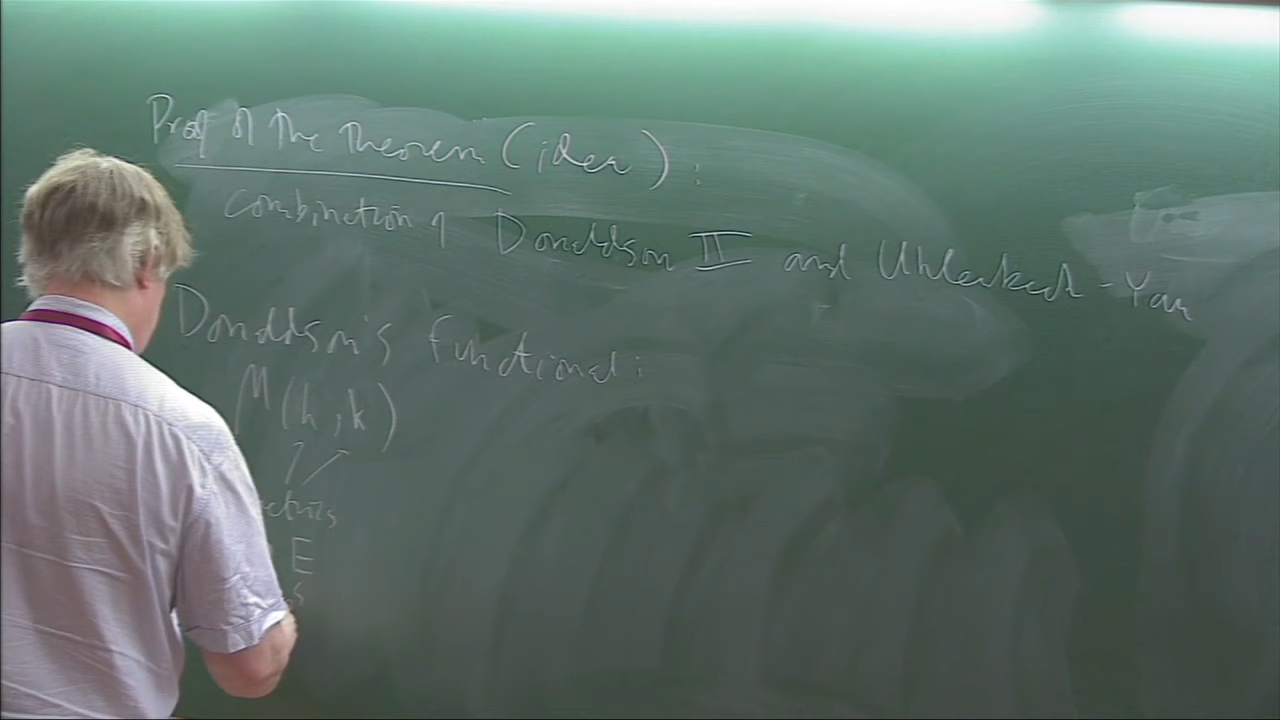 Proof of the Theorem (idea):
combination of Donaldson II and Uhlenbeck-Yau
Donaldson's functional:
M(h,k)
E